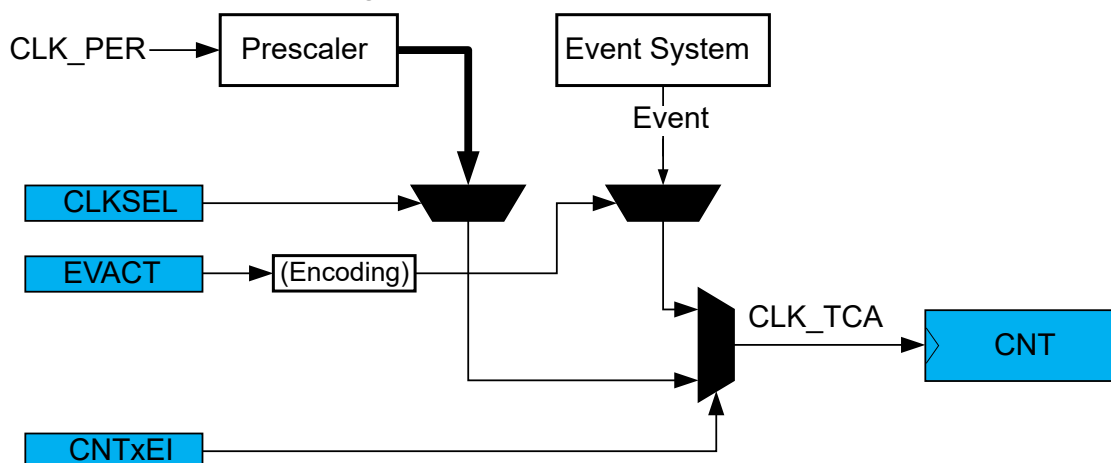 CLK_PER
Prescaler
Event System
Event
CLKSEL
EVACT
(Encoding)
CLK_TCA
CNT
CNTxEI